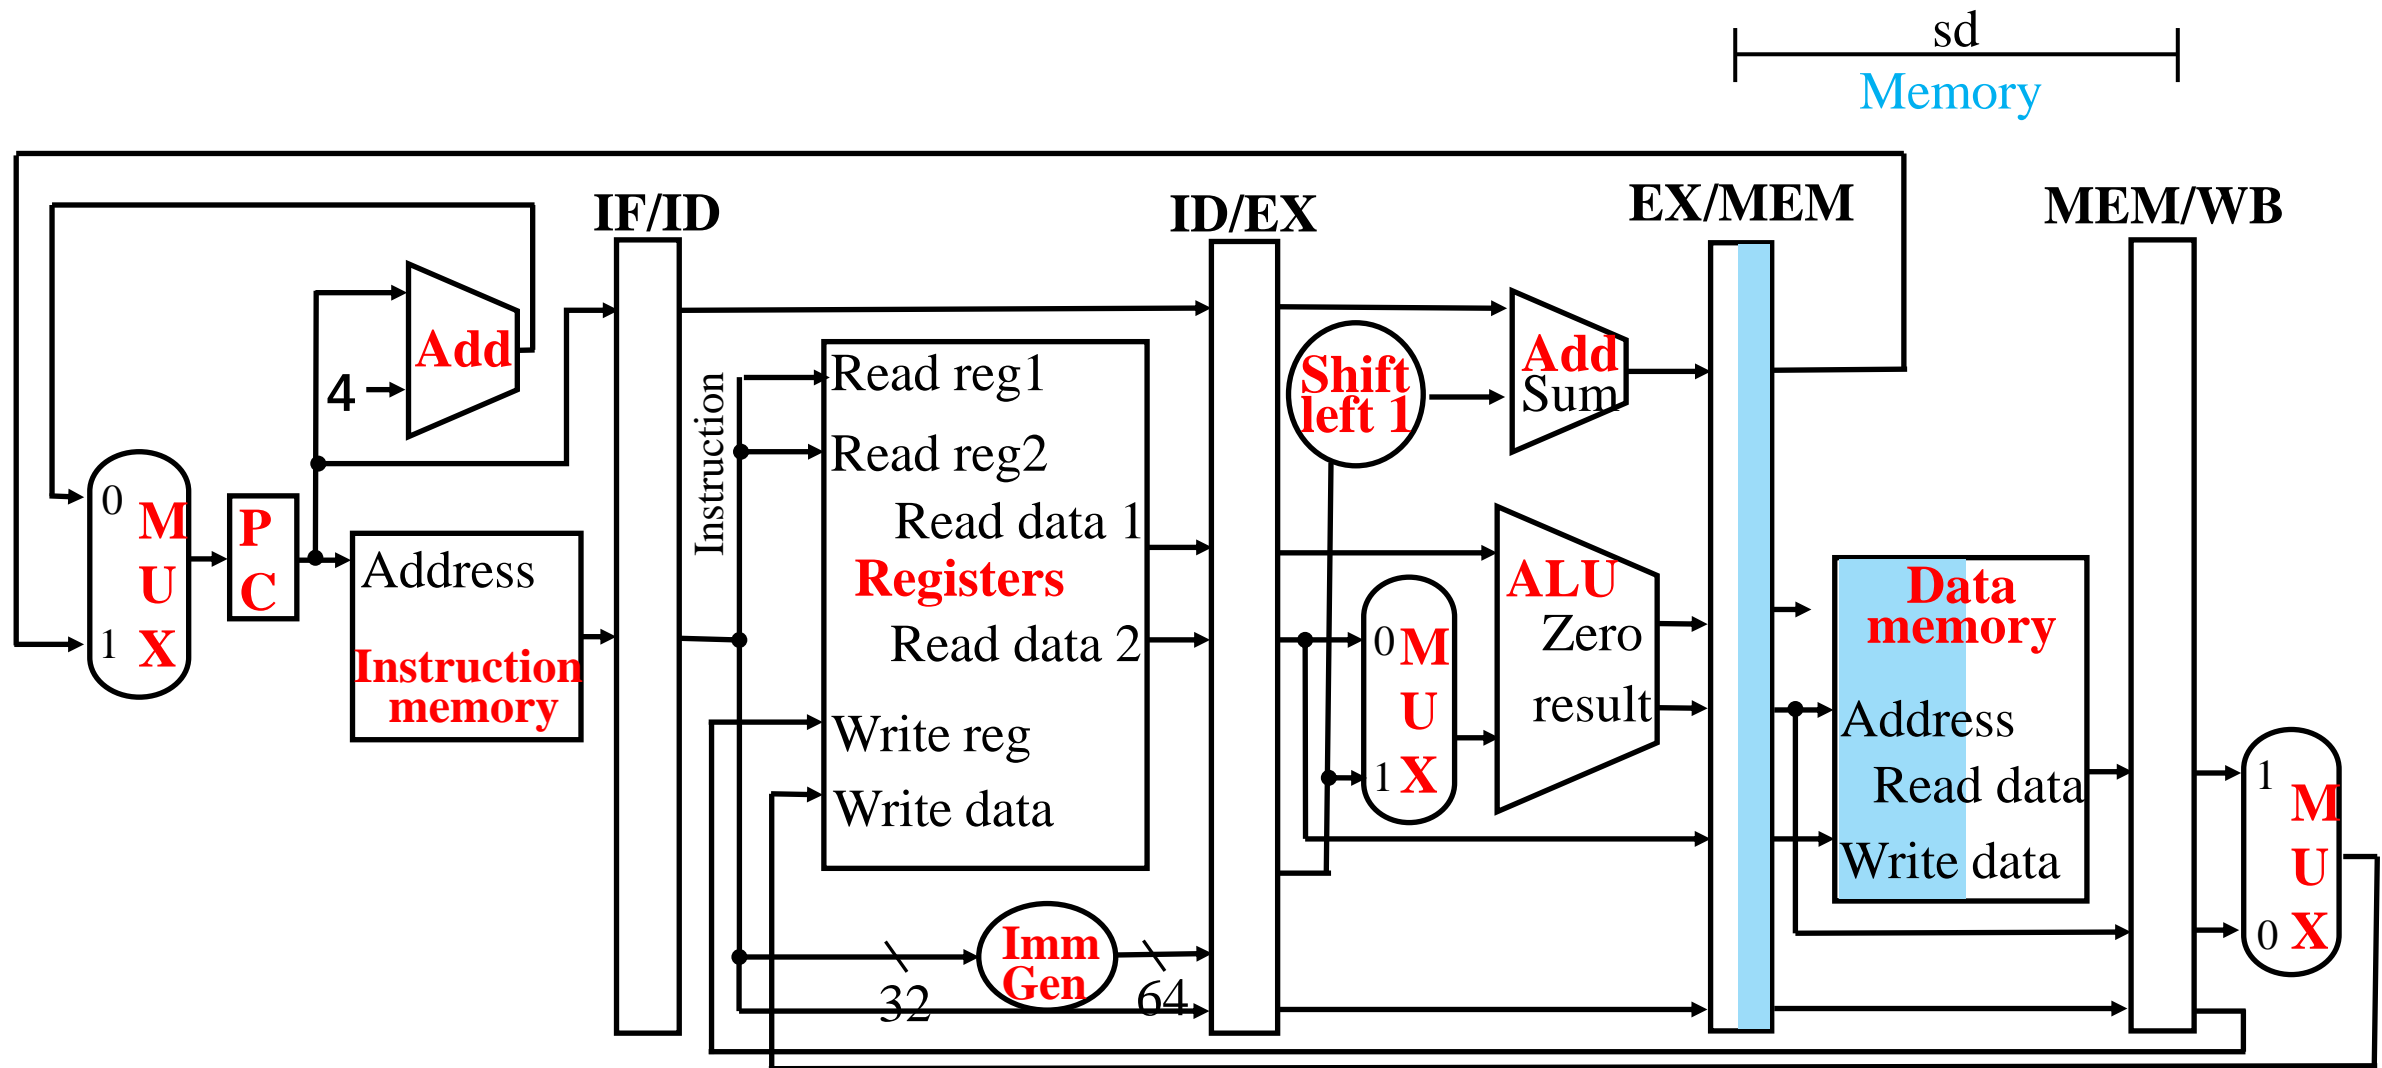 sd
Memory
IF/ID
ID/EX
EX/MEM
MEM/WB
Add
4
0
M
U
X
1
P
C
Address
Instruction
memory
Instruction
Read reg1
Read reg2
Read data 1
Registers
Read data 2
Write reg
Write data
Imm
Gen
32
64
Shift
left 1
Add
Sum
0
M
U
X
1
ALU
Zero
result
Data
memory
Address
Read data
Write data
1
M
U
X
0